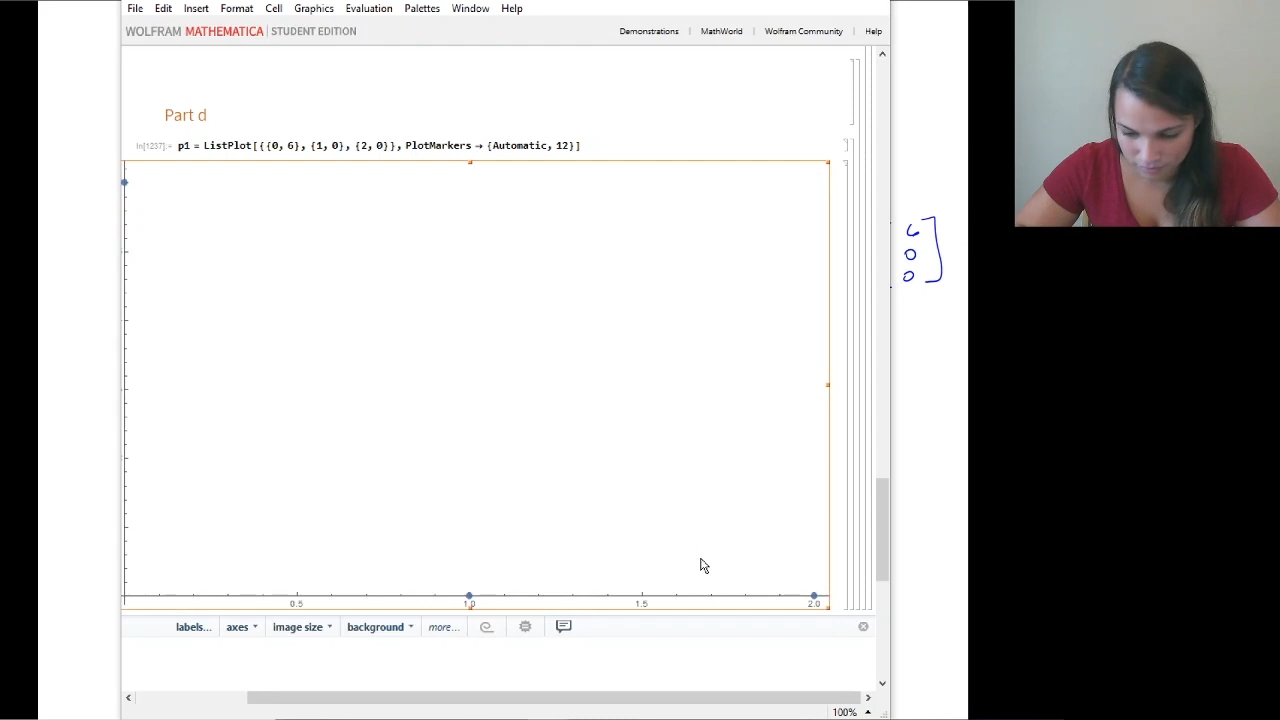 File Edit Insert Format Cell Graphics Evaluation Palettes Window Help
WOLFRAM MATHEMATICA | STUDENT EDITION Demonstrations | MathWorld | Wolfram Community | Help
Part d
In[1237]:= p1 = ListPlot[{{0, 6}, {1, 0}, {2, 0}}, PlotMarkers → {Automatic, 12}]
6
0
0
0.5 1.0 1.5 2.0
labels... axes image size background more...
100%